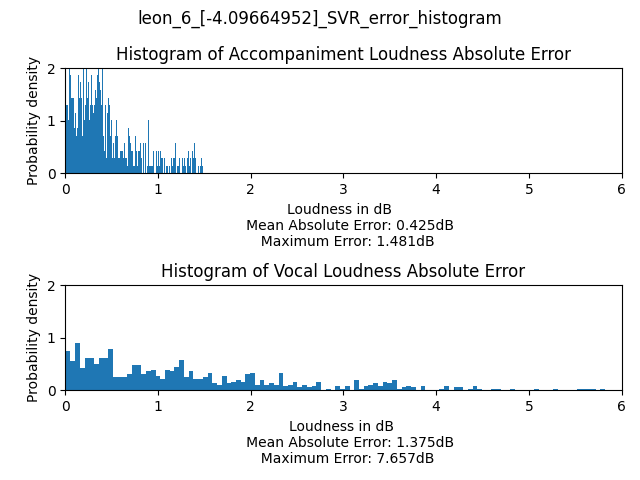 leon_6_[-4.09664952]_SVR_error_histogram
Histogram of Accompaniment Loudness Absolute Error
Probability density
2
1
0
0 1 2 3 4 5 6
Loudness in dB
Mean Absolute Error: 0.425dB
Maximum Error: 1.481dB
Histogram of Vocal Loudness Absolute Error
Probability density
2
1
0
0 1 2 3 4 5 6
Loudness in dB
Mean Absolute Error: 1.375dB
Maximum Error: 7.657dB